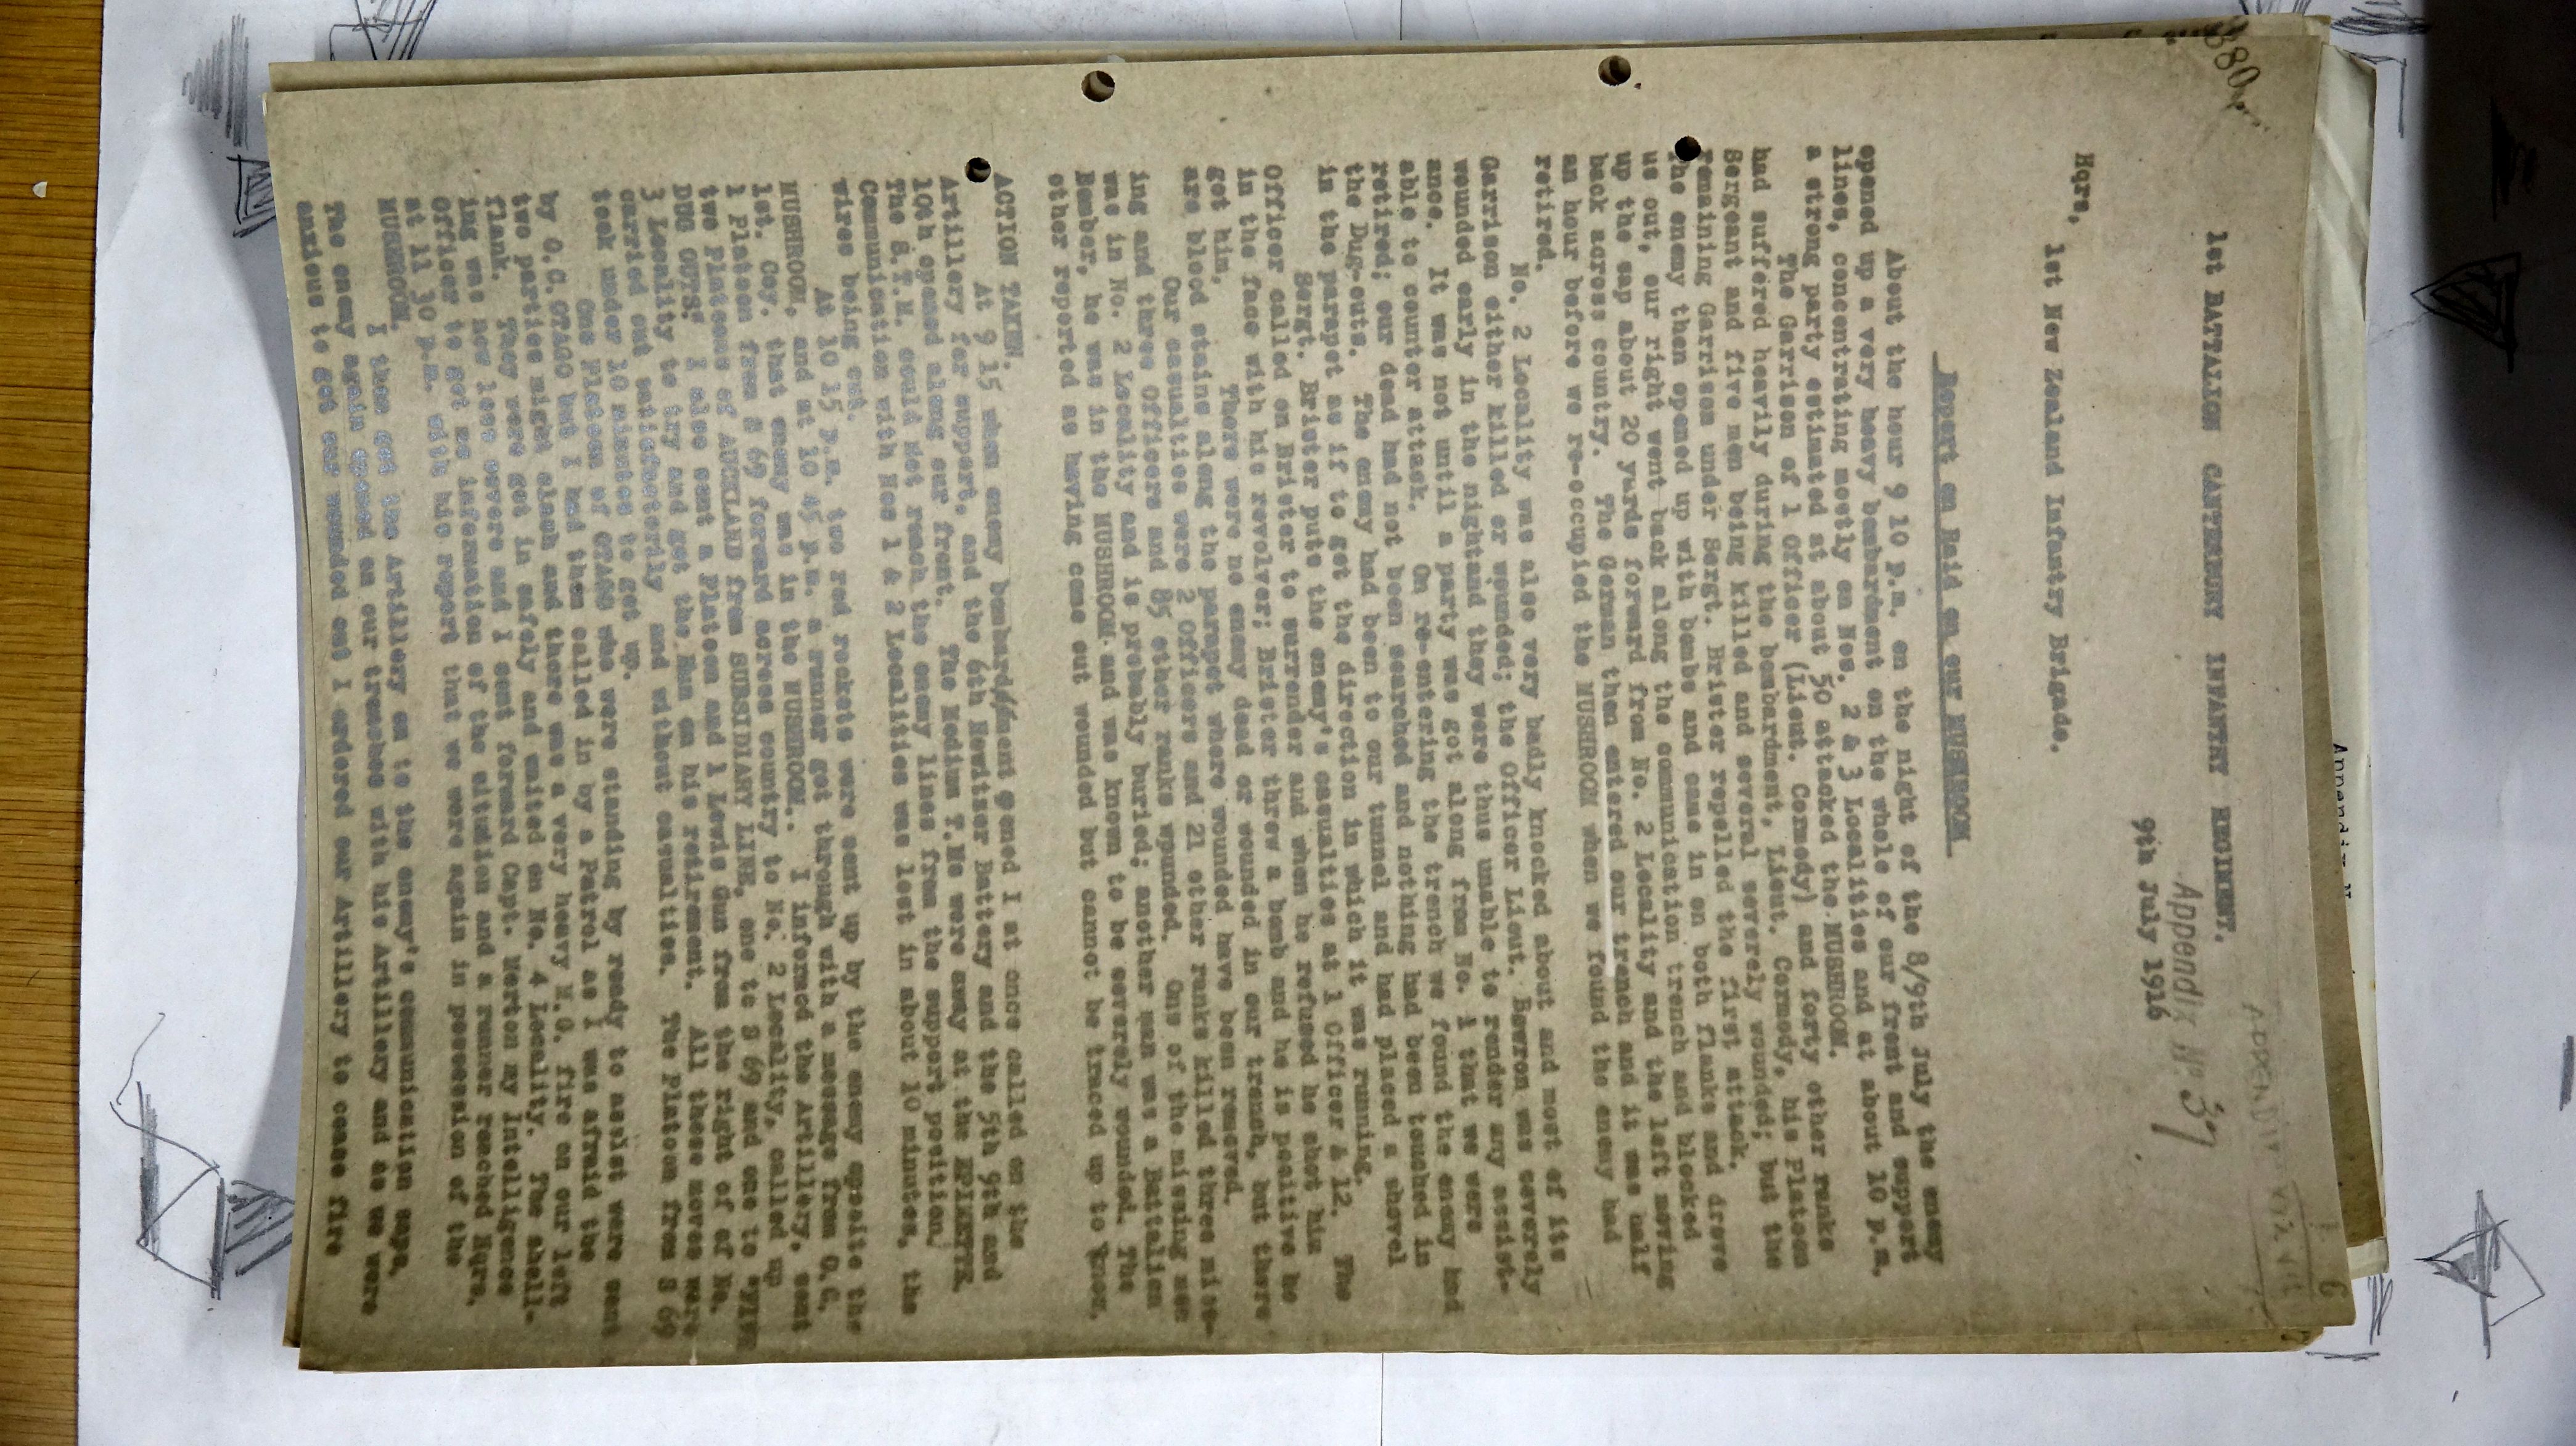 380
6
APPENDIX
1st BATTALION CANTERBURY INFANTRY REGIMENT.
Appendix No. 37
9th July 1916
Hqrs,
1st New Zealand Infantry Brigade.
Report on Raid on our MUSHROOM
About the hour 9 10 p.m. on the night of the 8/9th July the enemy
opened up a very heavy bombardment on the whole of our front and support
lines, concentrating mostly on Nos. 2 & 3 Localities and at about 10 p.m.
a strong party estimated at about 50 attacked the MUSHROOM.
The Garrison of 1 Officer (Lieut. Cormody) and forty other ranks
had suffered heavily during the bombardment, Lieut. Cormody, his Platoon
Sergeant and five men being killed and several severely wounded; but the
remaining Garrison under Sergt. Brister repelled the first attack.
The enemy then opened up with bombs and came in on both flanks and drove
us out, our right went back along the communication trench and blocked
up the sap about 20 yards forward from No. 2 Locality and the left moving
back across country. The German then entered our trench and it was half
an hour before we re-occupied the MUSHROOM when we found the enemy had
retired.
No. 2 Locality was also very badly knocked about and most of its
Garrison either killed or wounded; the Officer Lieut. Bowron was severely
wounded early in the nightand they were thus unable to render any assist-
ance. It was not until a party was got along from No. 1 that we were
able to counter attack. On re-entering the trench we found the enemy had
retired; our dead had not been searched and nothing had been touched in
the Dug-outs. The enemy had been to our tunnel and had placed a shovel
in the parapet as if to get the direction in which it was running.
Sergt. Brister puts the enemy's casualties at 1 Officer & 12. The
Officer called on Brister to surrender and when he refused he shot him
in the face with his revolver; Brister threw a bomb and he is positive he
got him. There were no enemy dead or wounded in our trench, but there
are blood stains along the parapet where wounded have been removed.
Our casualties were 2 Officers and 21 other ranks killed three miss-
ing and three Officers and 85 other ranks wpunded. One of the missing men
was in No. 2 Locality and is probably buried; another man was a Battalion
Bomber, he was in the MUSHROOM and was known to be severely wounded. The
other reported as having come out wounded but cannot be traced up to now.
ACTION TAKEN.
At 9 15 when enemy bombard//ment opened I at once called on the
Artillery for support, and the 6th Howitser Battery and the 5th 9th and
10th opened along our front. The Medium T.Ms were away at the EPINETTE
The S.T.M. could not reach the enemy lines from the support position.
Communication with Nos 1 & 2 Localities was lost in about 10 minutes, the
wires being cut.
At 10 15 p.m. two red rockets were sent up by the enemy opsoite the
MUSHROOM, and at 10 45 p.m. a runner got through with a message from O.C.
1st. Coy. that enemy was in the MUSHROOM.. I informed the Artillery, sent
1 Platoon from S 69 forward across country to No. 2 Locality, called up
two Platoons of AUCKLAND from SUBSIDIARY LINE, one to S 69 and one to "FIVE
DUG OUTS" I also sent a Platoon and 1 Lewis Gun from the right of of No.
3 Locality to try and get the Hun on his retirement. All these moves were
carried out satisfactorily and without casualties. The Platoon from S 69
took under 10 minutes to get up.
One Platoon of OTAGO who were standing by ready to assist were sent
by O.C. OTAGO but I had them called in by a Patrol as I was afraid the
two parties might clash and there was a very heavy M.G. fire on our left
flank. They were got in safely and waited on No. 4 Locality. The shell-
ing was now less severe and I sent forward Capt. Norton my Intelligence
Officer to get me information of the situation and a runner reached Hqrs.
at 11 30 p.m. with his report that we were again in possession of the
MUSHROOM.
I then got the Artillery on to the enemy's communication saps.
The enemy again opened on our trenches with his Artillery and as we were
anxious to get our wounded out I ordered our Artillery to cease fire